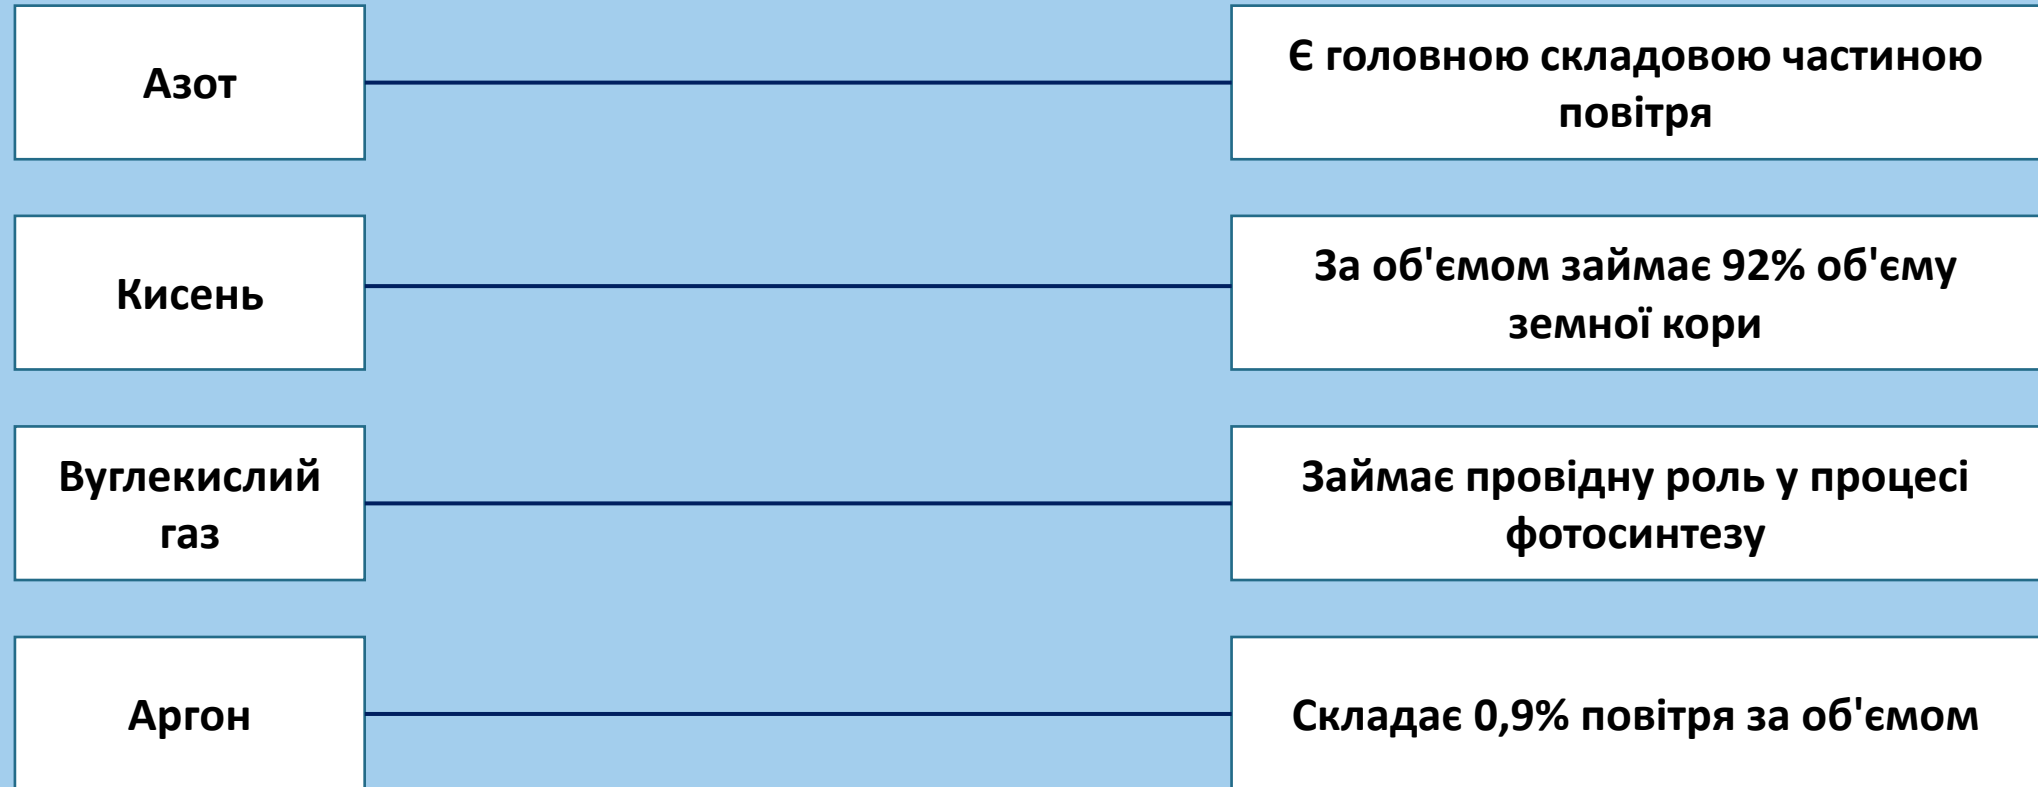 Азот
Є головною складовою частиною
повітря
Кисень
За об'ємом займає 92% об'єму
земної кори
Вуглекислий
газ
Займає провідну роль у процесі
фотосинтезу
Аргон
Складає 0,9% повітря за об'ємом